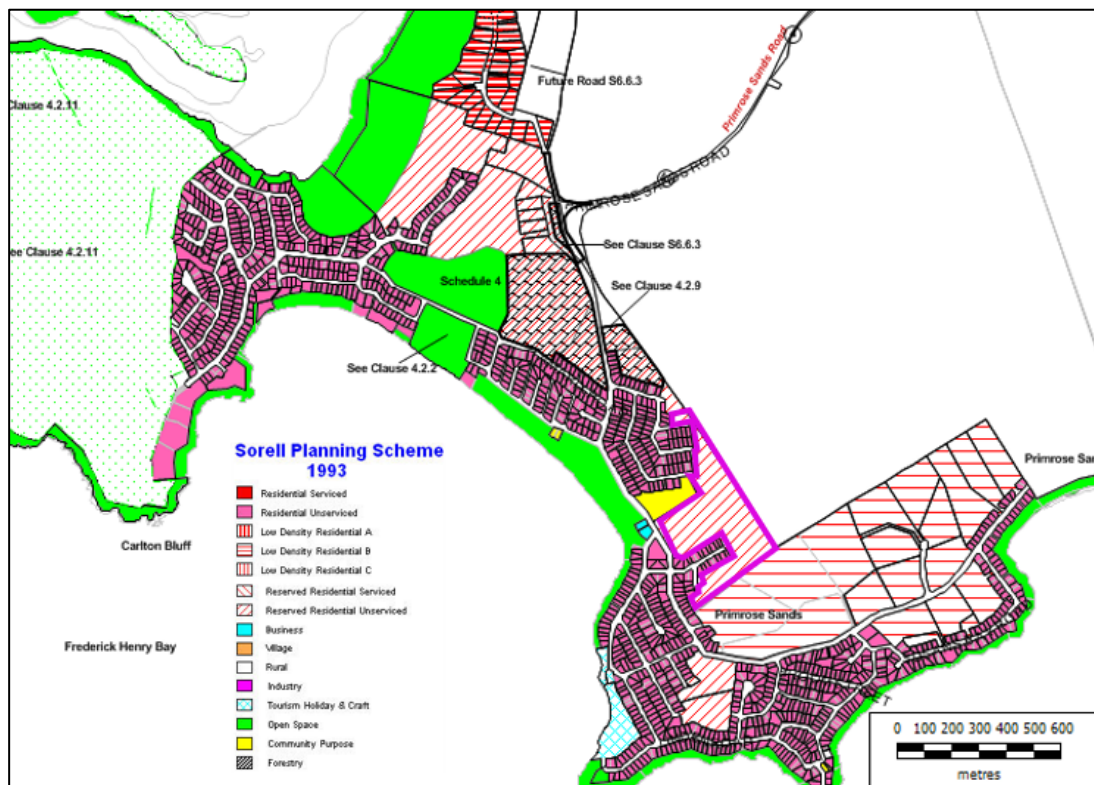 Future Road S6.6.3
Primrose Sands Road
Clause 4.2.11
See Clause S6.6.3
ee Clause 4.2.11
Schedule 4
See Clause 4.2.9
See Clause 4.2.2
Sorell Planning Scheme
1993
Residential Serviced
Residential Unserviced
Low Density Residential A
Low Density Residential B
Low Density Residential C
Reserved Residential Serviced
Reserved Residential Unserviced
Business
Village
Rural
Industry
Tourism Holiday & Craft
Open Space
Community Purpose
Forestry
Carlton Bluff
Frederick Henry Bay
Primrose San
Primrose Sands
0 100 200 300 400 500 600
metres